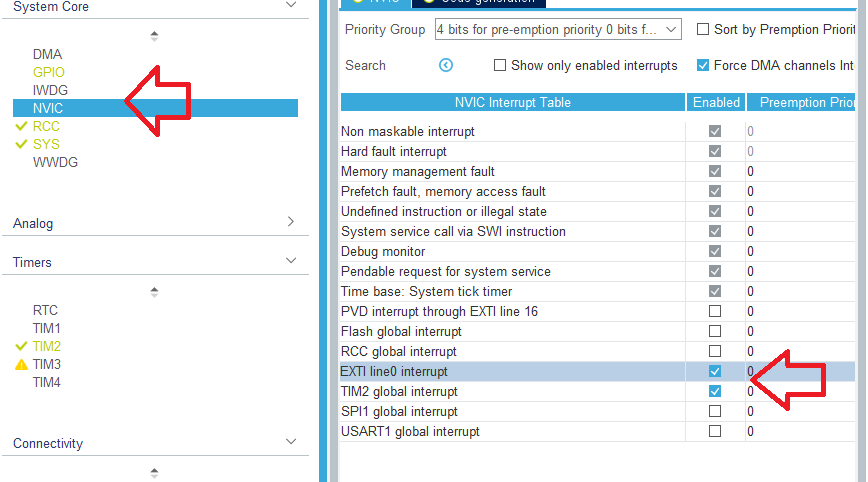 System Core
DMA
GPIO
IWDG
NVIC
RCC
SYS
WWDG
Analog
Timers
RTC
TIM1
TIM2
TIM3
TIM4
Connectivity
Priority Group 4 bits for pre-emption priority 0 bits f... Sort by Premption Priorit
Search Show only enabled interrupts Force DMA channels Inte
NVIC Interrupt Table Enabled Preemption Prior
Non maskable interrupt 0
Hard fault interrupt 0
Memory management fault 0
Prefetch fault, memory access fault 0
Undefined instruction or illegal state 0
System service call via SWI instruction 0
Debug monitor 0
Pendable request for system service 0
Time base: System tick timer 0
PVD interrupt through EXTI line 16 0
Flash global interrupt 0
RCC global interrupt 0
EXTI line0 interrupt 0
TIM2 global interrupt 0
SPI1 global interrupt 0
USART1 global interrupt 0